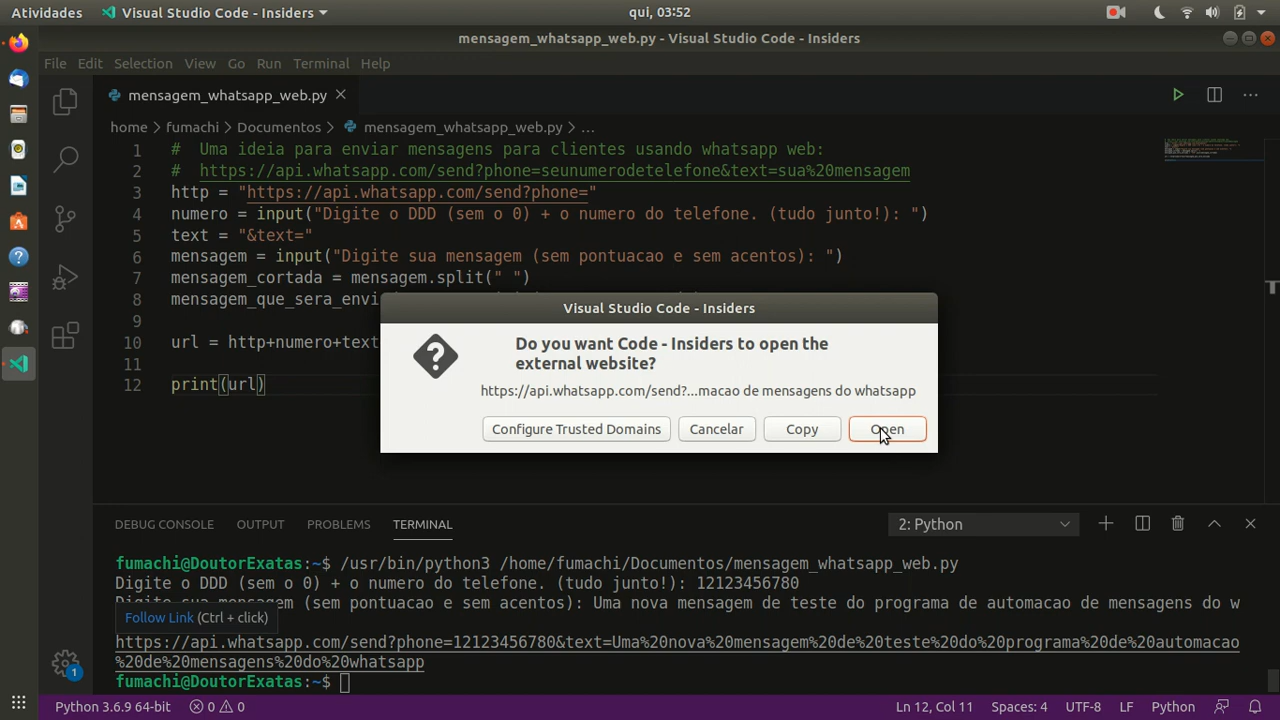 Atividades
Visual Studio Code - Insiders
qui, 03:52
mensagem_whatsapp_web.py - Visual Studio Code - Insiders
File Edit Selection View Go Run Terminal Help
mensagem_whatsapp_web.py
home > fumachi > Documentos > mensagem_whatsapp_web.py > ...
1 # Uma ideia para enviar mensagens para clientes usando whatsapp web:
2 # https://api.whatsapp.com/send?phone=seunumerodetelefone&text=sua%20mensagem
3 http = "https://api.whatsapp.com/send?phone="
4 numero = input("Digite o DDD (sem o 0) + o numero do telefone. (tudo junto!): ")
5 text = "&text="
6 mensagem = input("Digite sua mensagem (sem pontuacao e sem acentos): ")
7 mensagem_cortada = mensagem.split(" ")
8 mensagem_que_sera_envi
9
10 url = http+numero+text
11
12 print(url)
Visual Studio Code - Insiders
Do you want Code - Insiders to open the
external website?
https://api.whatsapp.com/send?...macao de mensagens do whatsapp
Configure Trusted Domains Cancelar Copy Open
DEBUG CONSOLE OUTPUT PROBLEMS TERMINAL 2: Python
fumachi@DoutorExatas:~$ /usr/bin/python3 /home/fumachi/Documentos/mensagem_whatsapp_web.py
Digite o DDD (sem o 0) + o numero do telefone. (tudo junto!): 12123456780
Digite sua mensagem (sem pontuacao e sem acentos): Uma nova mensagem de teste do programa de automacao de mensagens do w
Follow Link (Ctrl + click)
https://api.whatsapp.com/send?phone=12123456780&text=Uma%20nova%20mensagem%20de%20teste%20do%20programa%20de%20automacao
%20de%20mensagens%20do%20whatsapp
fumachi@DoutorExatas:~$
1
Python 3.6.9 64-bit 0 0 Ln 12, Col 11 Spaces: 4 UTF-8 LF Python